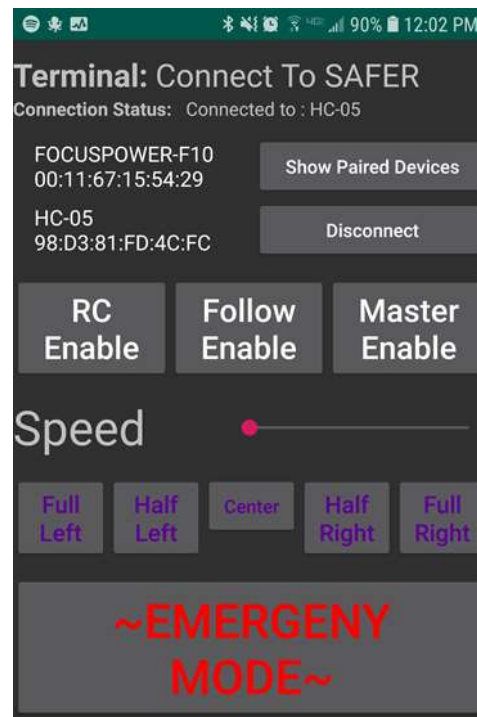 90% 12:02 PM
Terminal: Connect To SAFER
Connection Status: Connected to : HC-05
FOCUSPOWER-F10
00:11:67:15:54:29
Show Paired Devices
HC-05
98:D3:81:FD:4C:FC
Disconnect
RC
Enable
Follow
Enable
Master
Enable
Speed
Full
Left
Half
Left
Center
Half
Right
Full
Right
~EMERGENY
MODE~